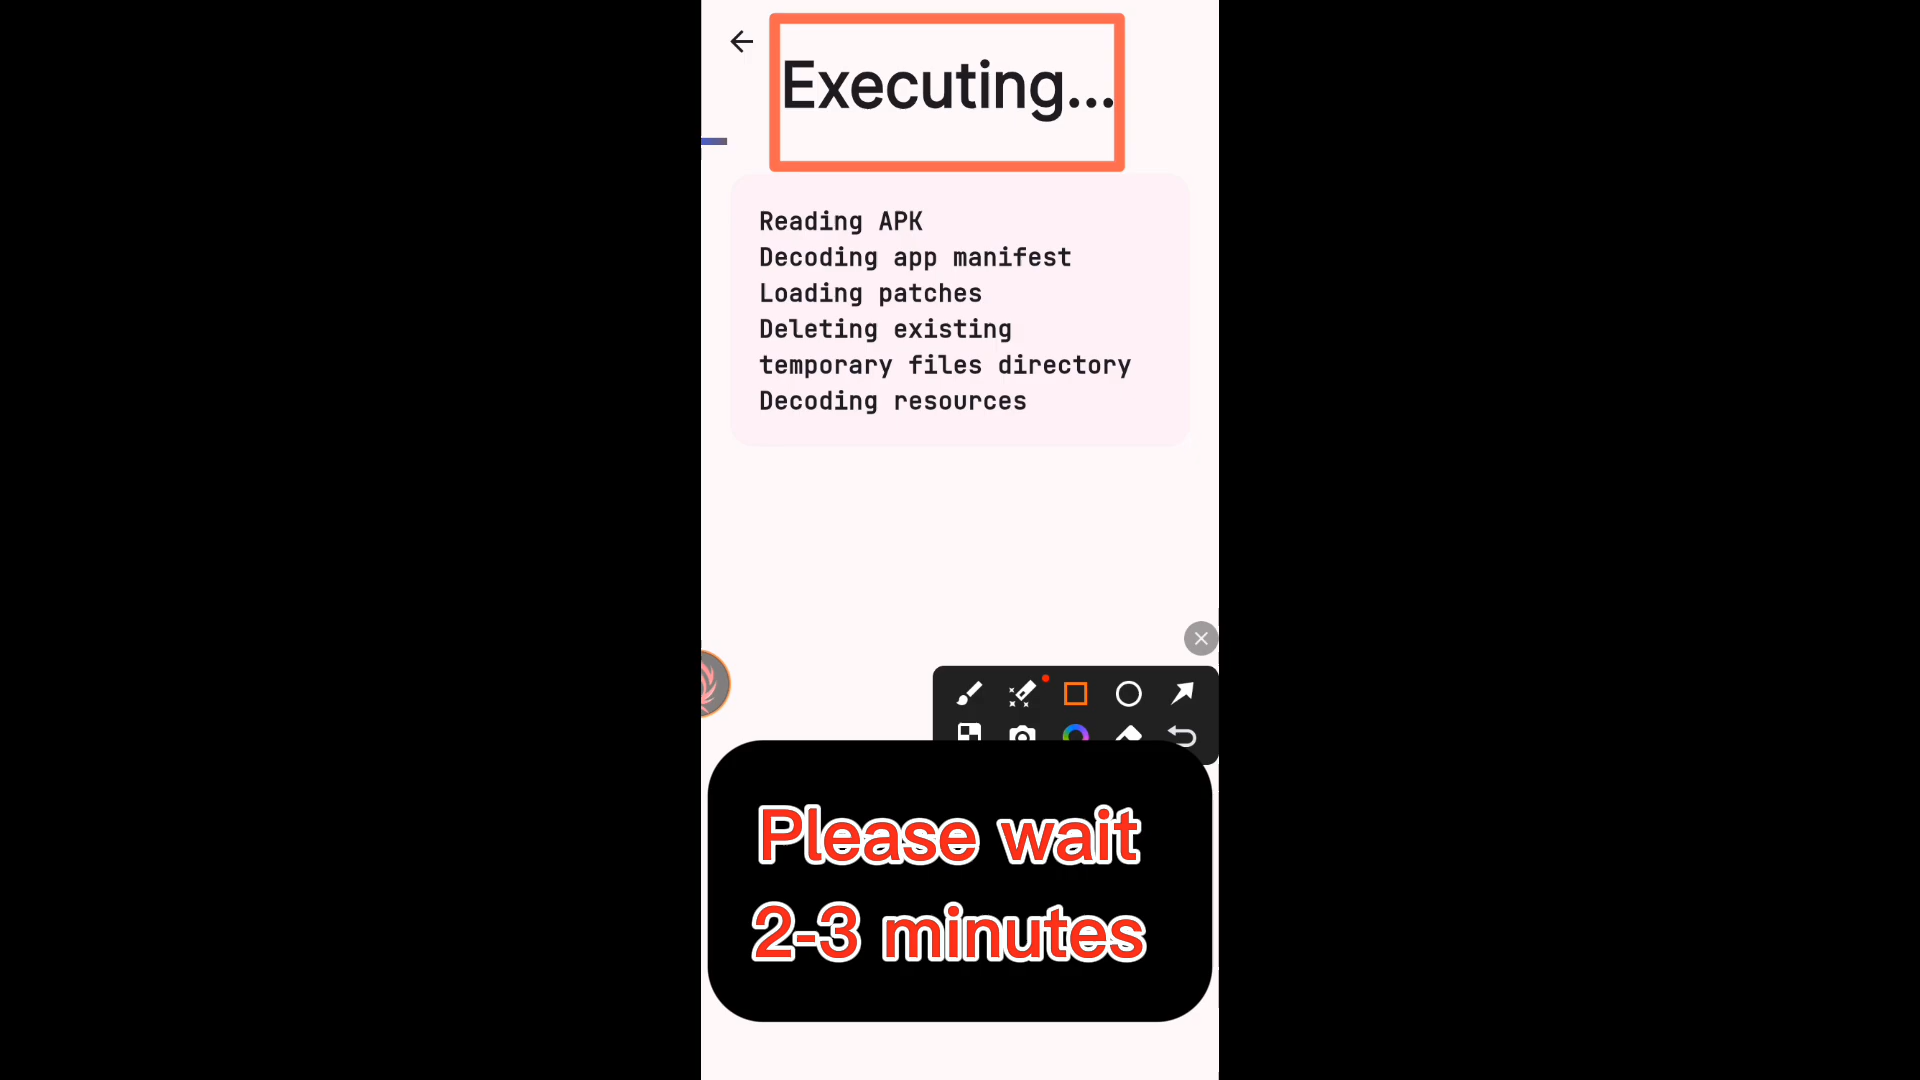 Executing...
Reading APK
Decoding app manifest
Loading patches
Deleting existing
temporary files directory
Decoding resources
Please wait
2-3 minutes